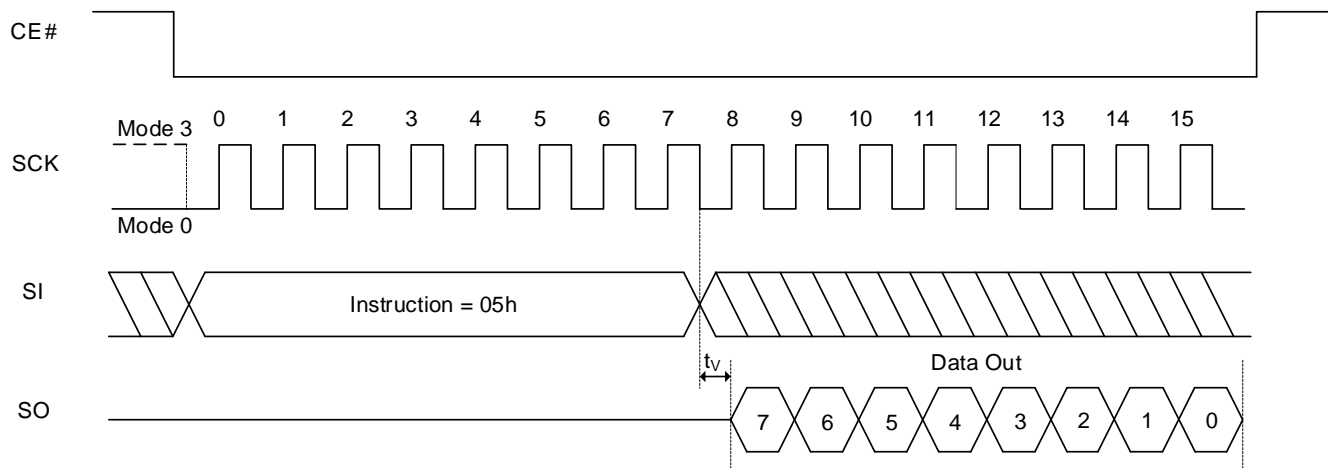 CE#
Mode 3
0 1 2 3 4 5 6 7 8 9 10 11 12 13 14 15
SCK
Mode 0
SI
Instruction = 05h
tV
Data Out
SO
7 6 5 4 3 2 1 0